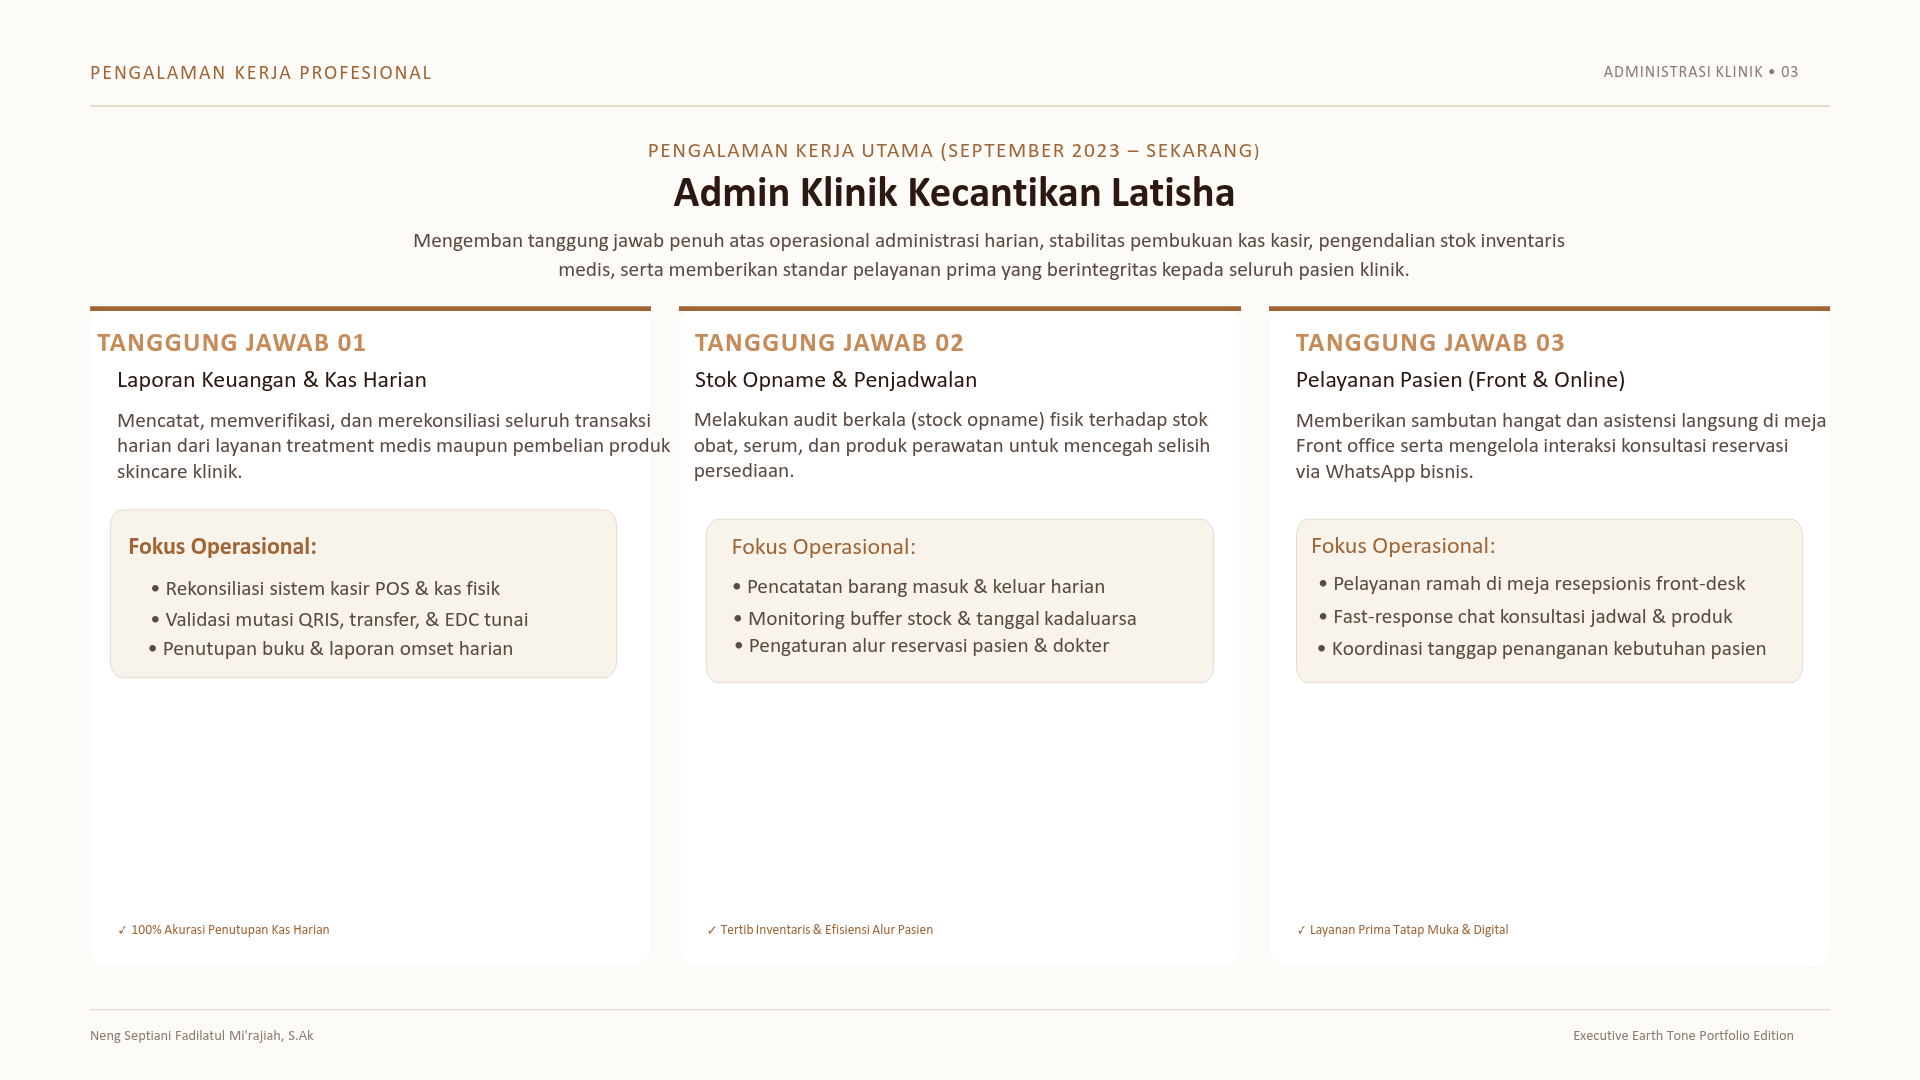 PENGALAMAN KERJA PROFESIONAL
ADMINISTRASI KLINIK • 03
PENGALAMAN KERJA UTAMA (SEPTEMBER 2023 – SEKARANG)
Admin Klinik Kecantikan Latisha
Mengemban tanggung jawab penuh atas operasional administrasi harian, stabilitas pembukuan kas kasir, pengendalian stok inventaris
medis, serta memberikan standar pelayanan prima yang berintegritas kepada seluruh pasien klinik.
TANGGUNG JAWAB 01
Laporan Keuangan & Kas Harian
Mencatat, memverifikasi, dan merekonsiliasi seluruh transaksi
harian dari layanan treatment medis maupun pembelian produk
skincare klinik.
Fokus Operasional:
• Rekonsiliasi sistem kasir POS & kas fisik
• Validasi mutasi QRIS, transfer, & EDC tunai
• Penutupan buku & laporan omset harian
✓ 100% Akurasi Penutupan Kas Harian
TANGGUNG JAWAB 02
Stok Opname & Penjadwalan
Melakukan audit berkala (stock opname) fisik terhadap stok
obat, serum, dan produk perawatan untuk mencegah selisih
persediaan.
Fokus Operasional:
• Pencatatan barang masuk & keluar harian
• Monitoring buffer stock & tanggal kadaluarsa
• Pengaturan alur reservasi pasien & dokter
✓ Tertib Inventaris & Efisiensi Alur Pasien
TANGGUNG JAWAB 03
Pelayanan Pasien (Front & Online)
Memberikan sambutan hangat dan asistensi langsung di meja
Front office serta mengelola interaksi konsultasi reservasi
via WhatsApp bisnis.
Fokus Operasional:
• Pelayanan ramah di meja resepsionis front-desk
• Fast-response chat konsultasi jadwal & produk
• Koordinasi tanggap penanganan kebutuhan pasien
✓ Layanan Prima Tatap Muka & Digital
Neng Septiani Fadilatul Mi'rajiah, S.Ak
Executive Earth Tone Portfolio Edition